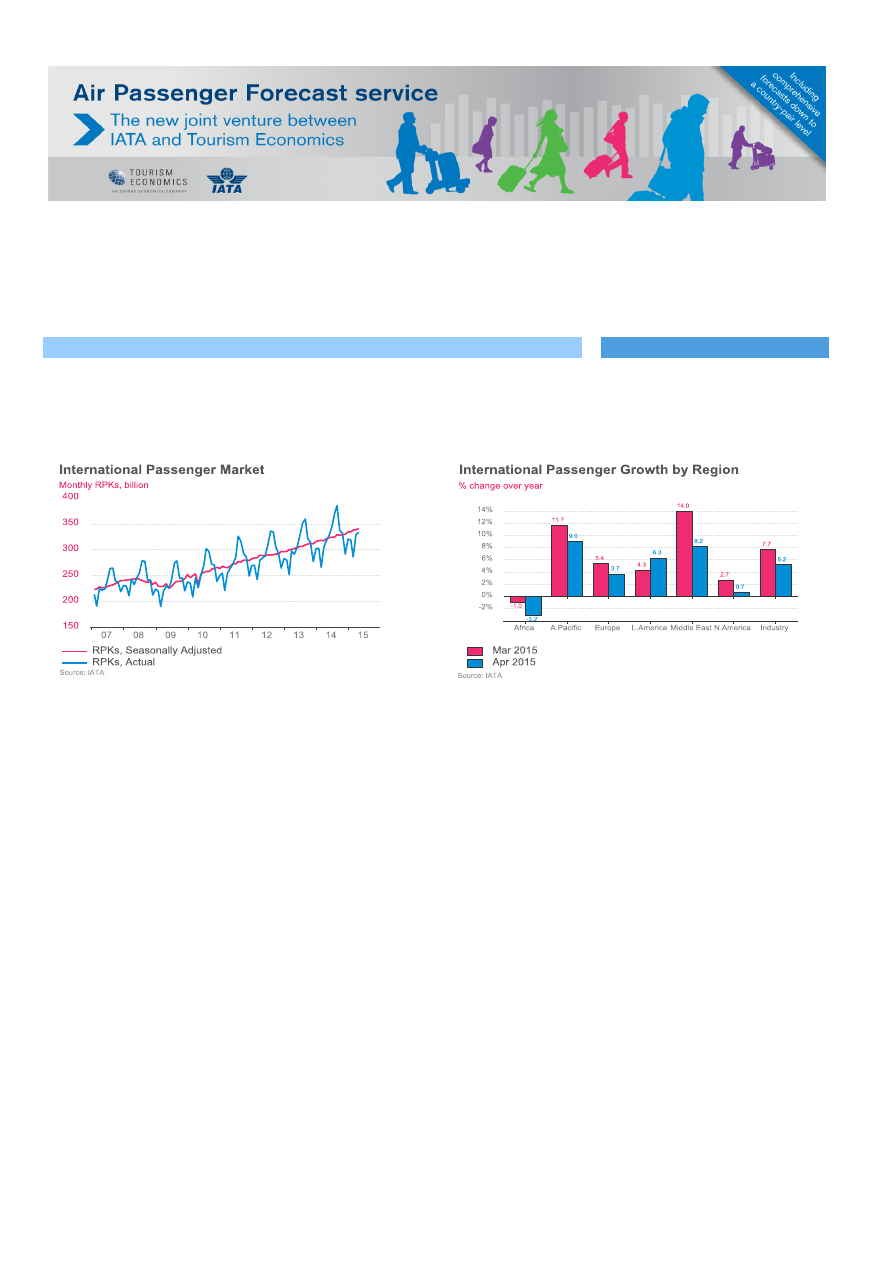 Air Passenger Forecast service
The new joint venture between
IATA and Tourism Economics
TOURISM
ECONOMICS
AN OXFORD ECONOMICS COMPANY
IATA
Including
comprehensive
forecasts down to
a country-pair level
International Passenger Market
Monthly RPKs, billion
400
350
300
250
200
150
07 08 09 10 11 12 13 14 15
RPKs, Seasonally Adjusted
RPKs, Actual
Source: IATA
International Passenger Growth by Region
% change over year
14%
12%
10%
8%
6%
4%
2%
0%
-2%
-1.0 -3.2 11.7 9.0 5.4 3.7 4.3 6.3 14.0 8.2 2.7 0.7 7.7 5.2
Africa A.Pacific Europe L.America Middle East N.America Industry
Mar 2015
Apr 2015
Source: IATA